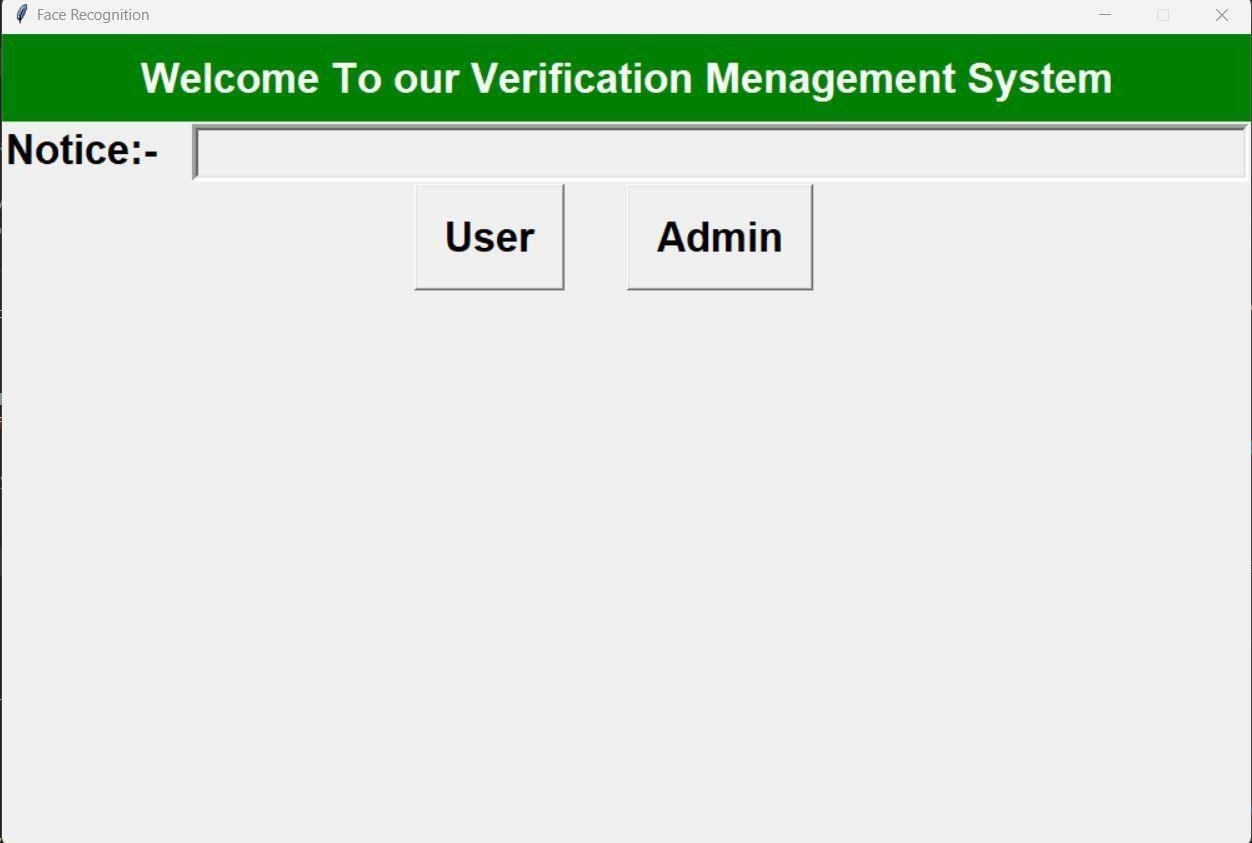 Face Recognition
Welcome To our Verification Menagement System
Notice:-
User Admin